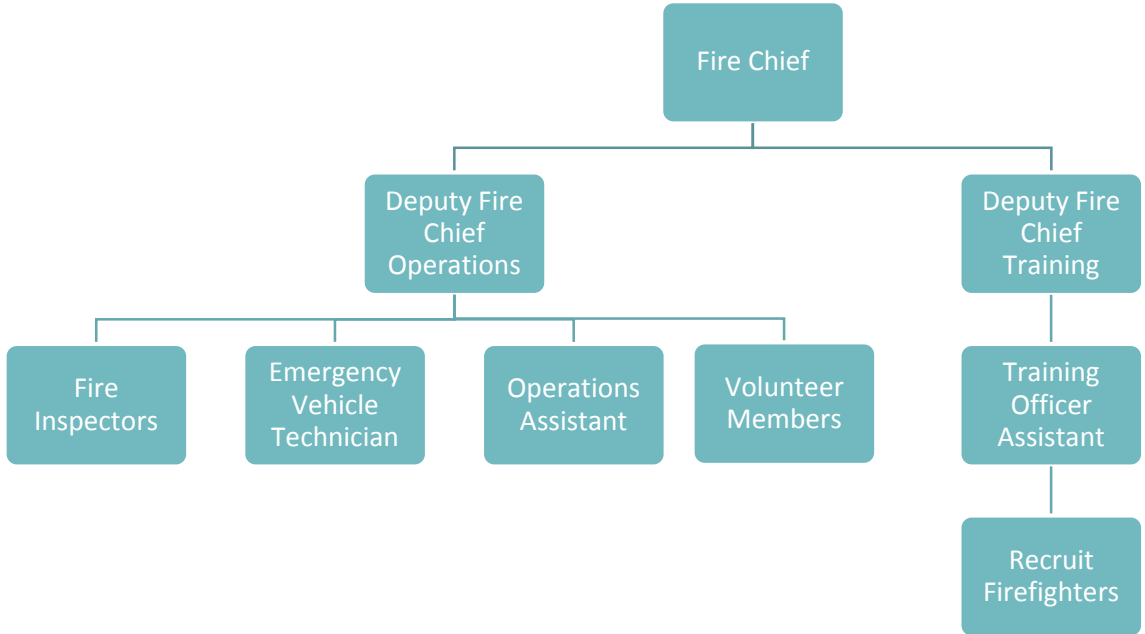 Fire Chief
Deputy Fire
Chief
Operations
Deputy Fire
Chief
Training
Fire
Inspectors
Emergency
Vehicle
Technician
Operations
Assistant
Volunteer
Members
Training
Officer
Assistant
Recruit
Firefighters